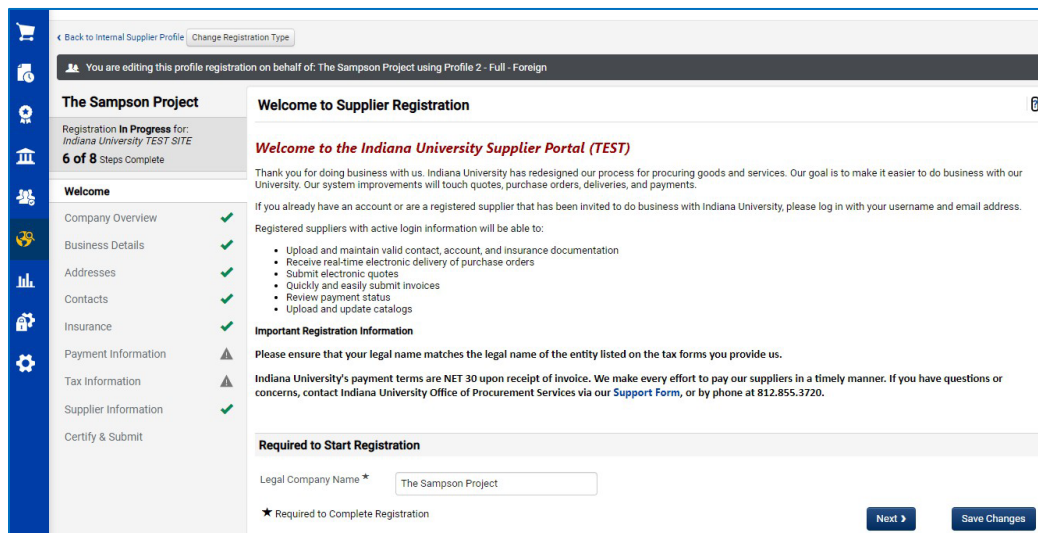 Back to Internal Supplier Profile Change Registration Type
You are editing this profile registration on behalf of: The Sampson Project using Profile 2 - Full - Foreign
The Sampson Project
Registration In Progress for:
Indiana University TEST SITE
6 of 8 Steps Complete
Welcome
Company Overview
Business Details
Addresses
Contacts
Insurance
Payment Information
Tax Information
Supplier Information
Certify & Submit
Welcome to Supplier Registration
?
Welcome to the Indiana University Supplier Portal (TEST)
Thank you for doing business with us. Indiana University has redesigned our process for procuring goods and services. Our goal is to make it easier to do business with our
University. Our system improvements will touch quotes, purchase orders, deliveries, and payments.
If you already have an account or are a registered supplier that has been invited to do business with Indiana University, please log in with your username and email address.
Registered suppliers with active login information will be able to:
• Upload and maintain valid contact, account, and insurance documentation
• Receive real-time electronic delivery of purchase orders
• Submit electronic quotes
• Quickly and easily submit invoices
• Review payment status
• Upload and update catalogs
Important Registration Information
Please ensure that your legal name matches the legal name of the entity listed on the tax forms you provide us.
Indiana University's payment terms are NET 30 upon receipt of invoice. We make every effort to pay our suppliers in a timely manner. If you have questions or
concerns, contact Indiana University Office of Procurement Services via our Support Form, or by phone at 812.855.3720.
Required to Start Registration
Legal Company Name ★ The Sampson Project
★ Required to Complete Registration
Next › Save Changes